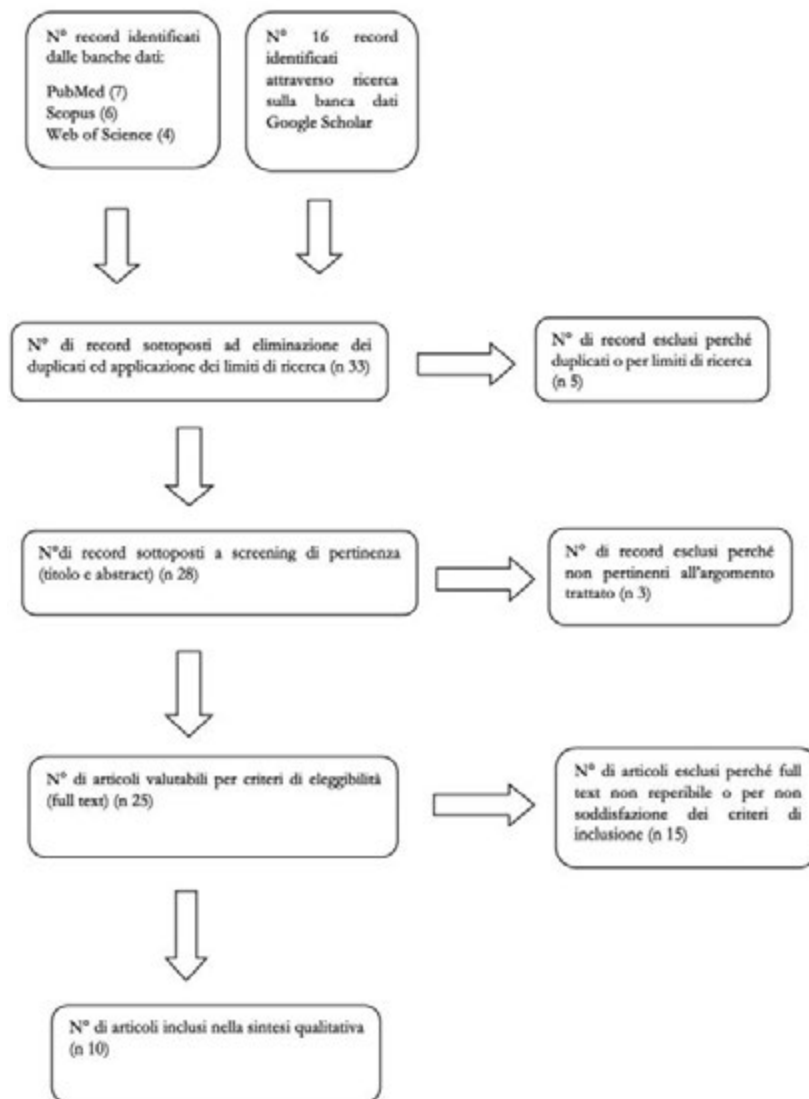 N° record identificati
dalle banche dati:
PubMed (7)
Scopus (6)
Web of Science (4)
N° 16 record
identificati
attraverso ricerca
sulla banca dati
Google Scholar
N° di record sottoposti ad eliminazione dei
duplicati ed applicazione dei limiti di ricerca (n 33)
N° di record esclusi perché
duplicati o per limiti di ricerca
(n 5)
N°di record sottoposti a screening di pertinenza
(titolo e abstract) (n 28)
N° di record esclusi perché
non pertinenti all'argomento
trattato (n 3)
N° di articoli valutabili per criteri di eleggibilità
(full text) (n 25)
N° di articoli esclusi perché full
text non reperibile o per non
soddisfazione dei criteri di
inclusione (n 15)
N° di articoli inclusi nella sintesi qualitativa
(n 10)